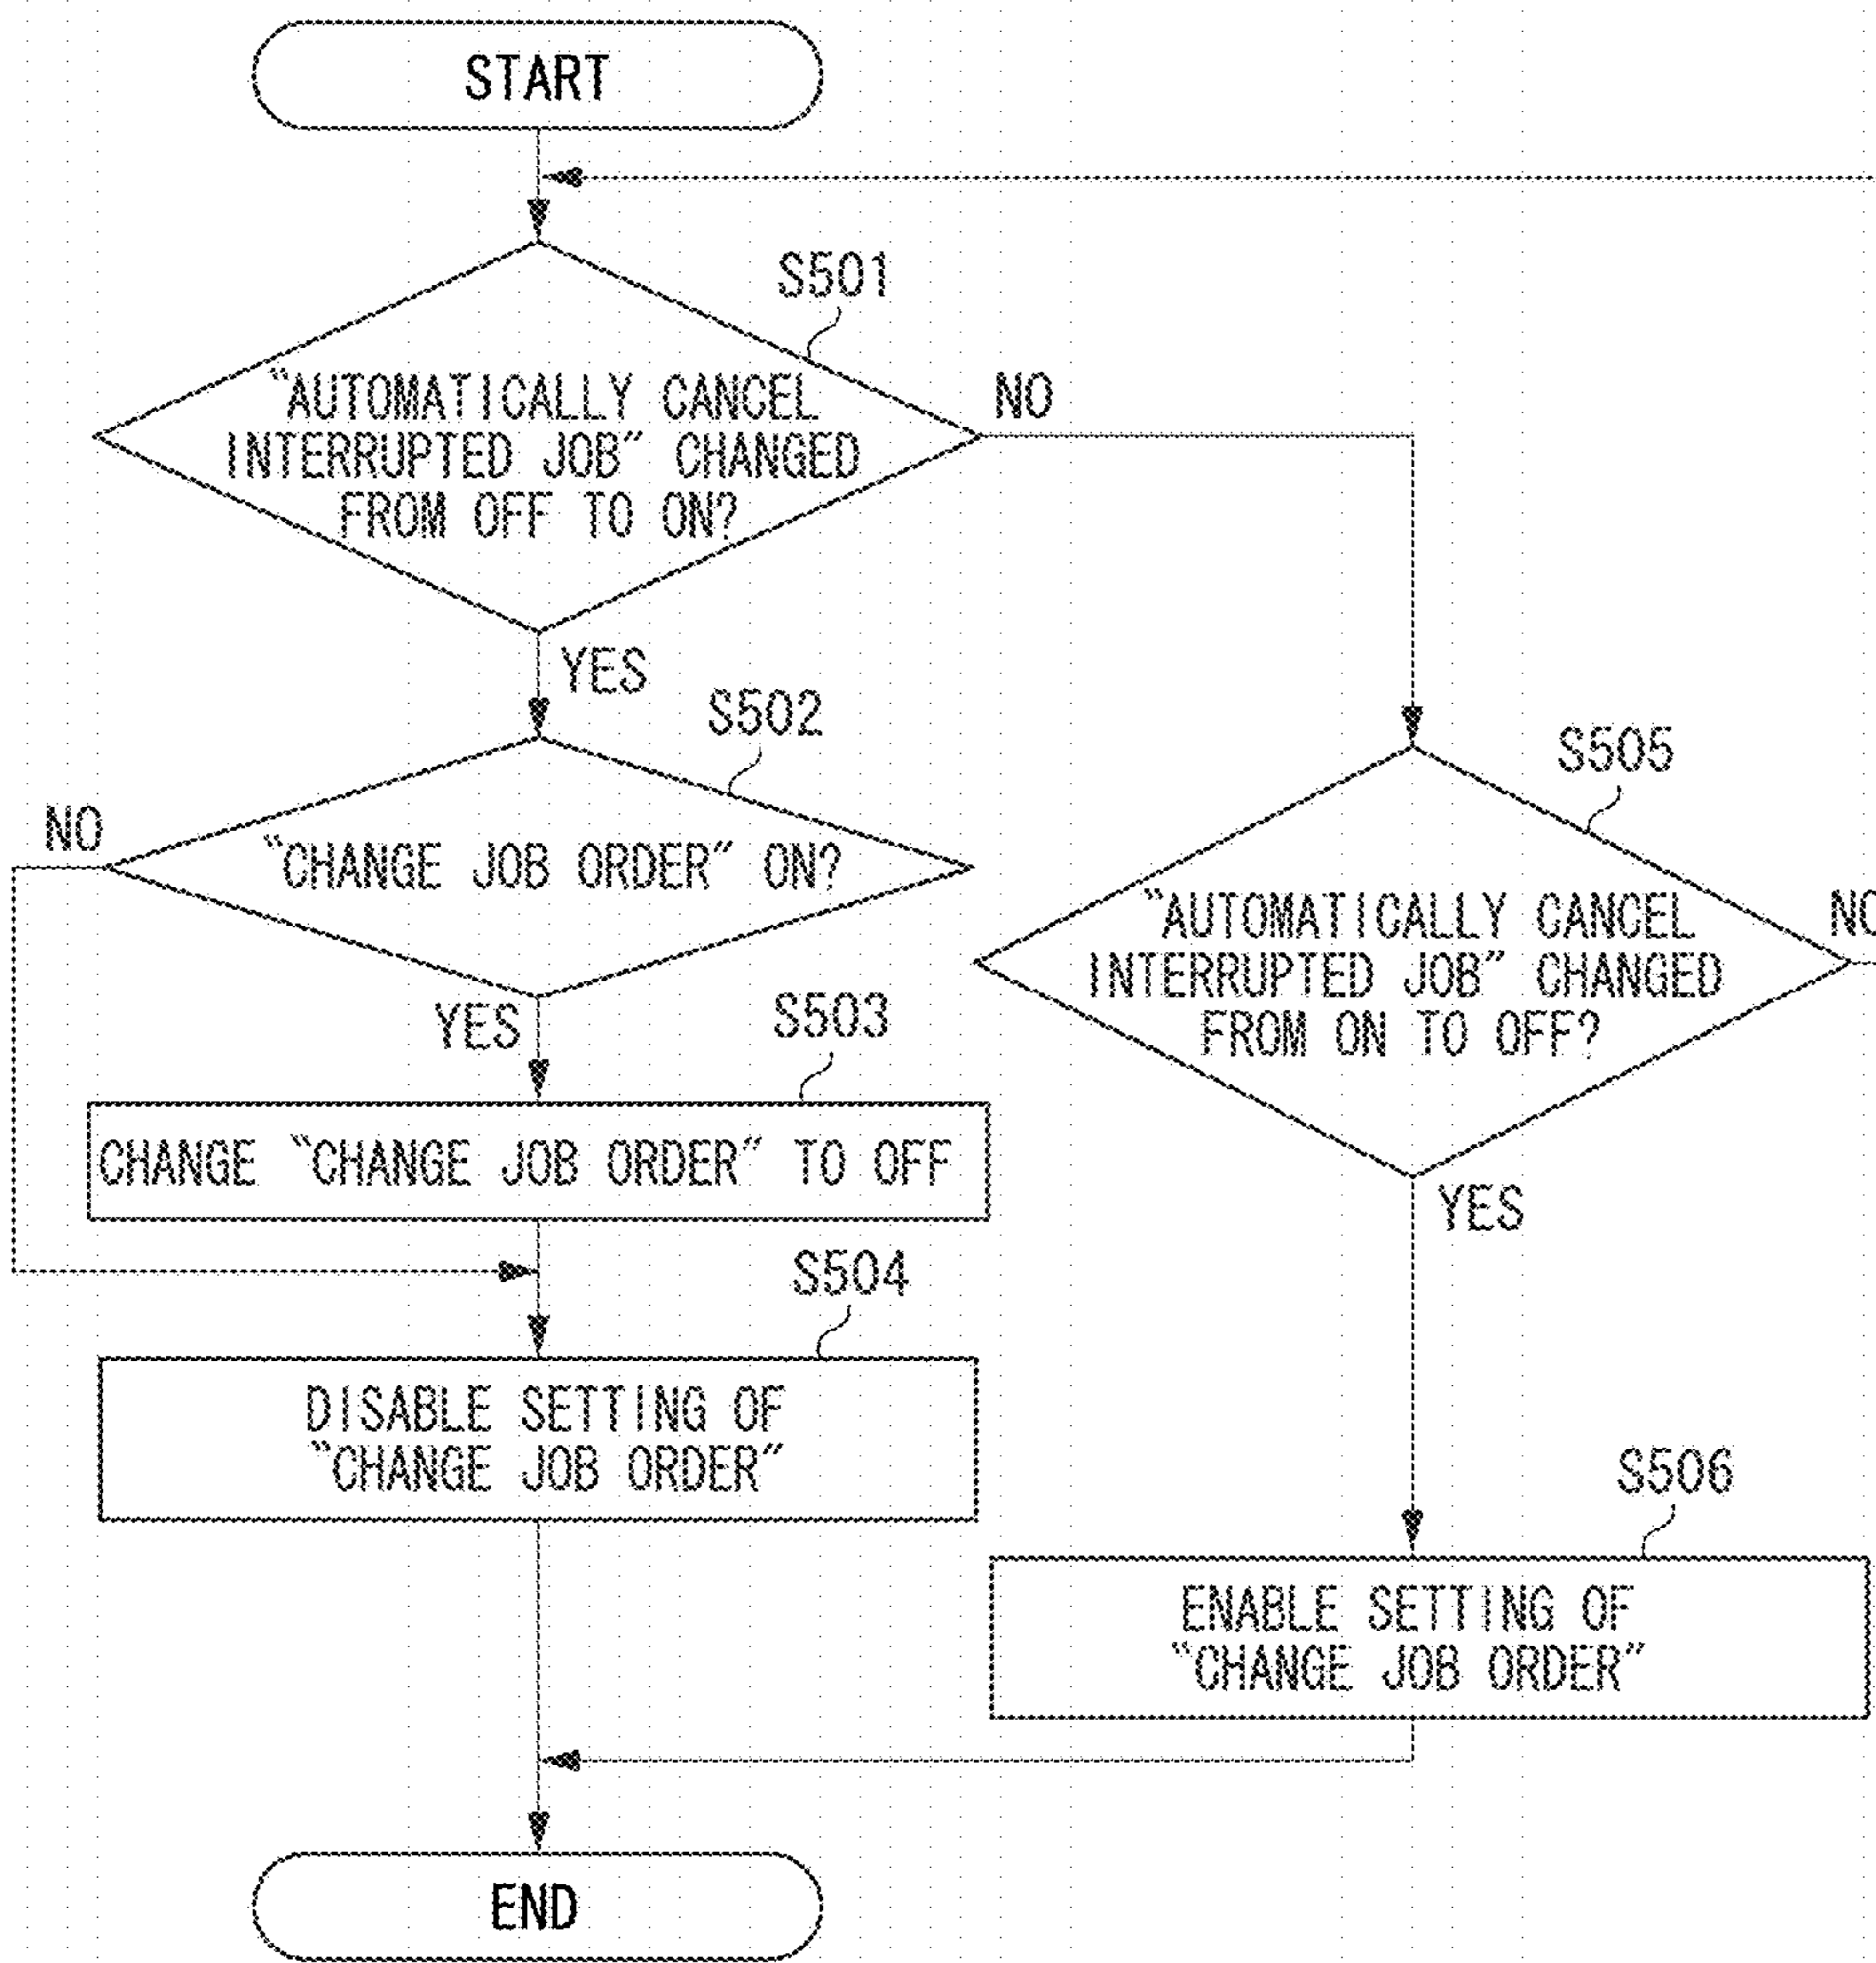 START
S501
“AUTOMATICALLY CANCEL
INTERRUPTED JOB” CHANGED
FROM OFF TO ON?
NO
YES
S502
NO
“CHANGE JOB ORDER” ON?
YES
S503
CHANGE “CHANGE JOB ORDER” TO OFF
S504
DISABLE SETTING OF
“CHANGE JOB ORDER”
S505
“AUTOMATICALLY CANCEL
INTERRUPTED JOB” CHANGED
FROM ON TO OFF?
NO
YES
S506
ENABLE SETTING OF
“CHANGE JOB ORDER”
END